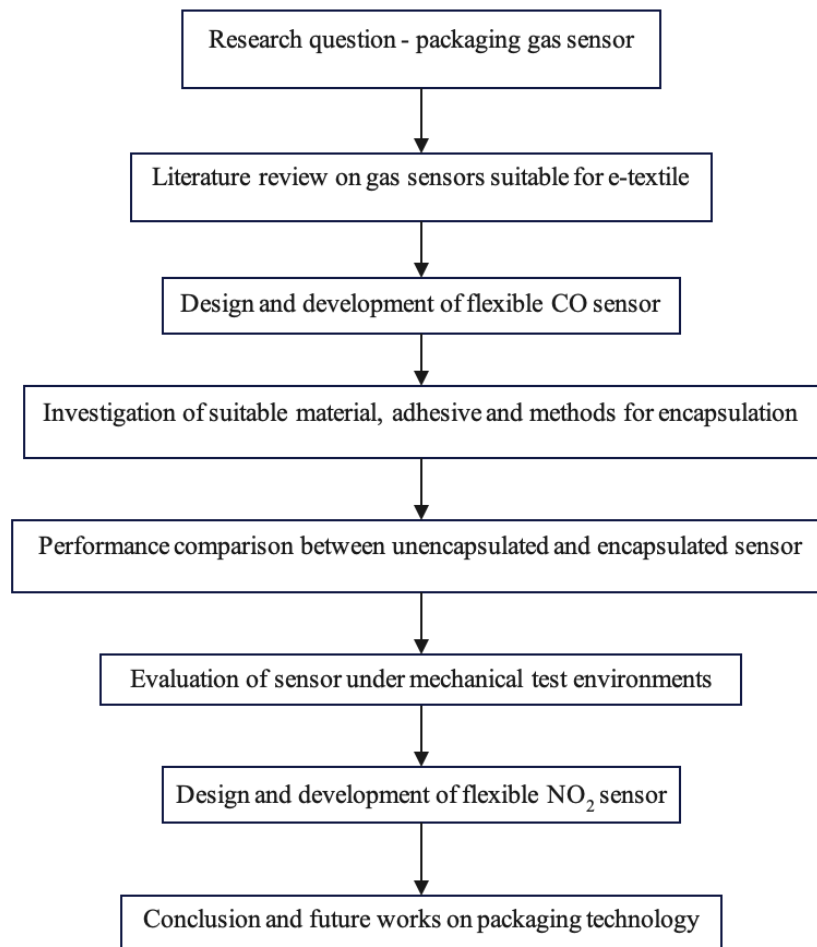 Research question - packaging gas sensor
Literature review on gas sensors suitable for e-textile
Design and development of flexible CO sensor
Investigation of suitable material, adhesive and methods for encapsulation
Performance comparison between unencapsulated and encapsulated sensor
Evaluation of sensor under mechanical test environments
Design and development of flexible NO₂ sensor
Conclusion and future works on packaging technology